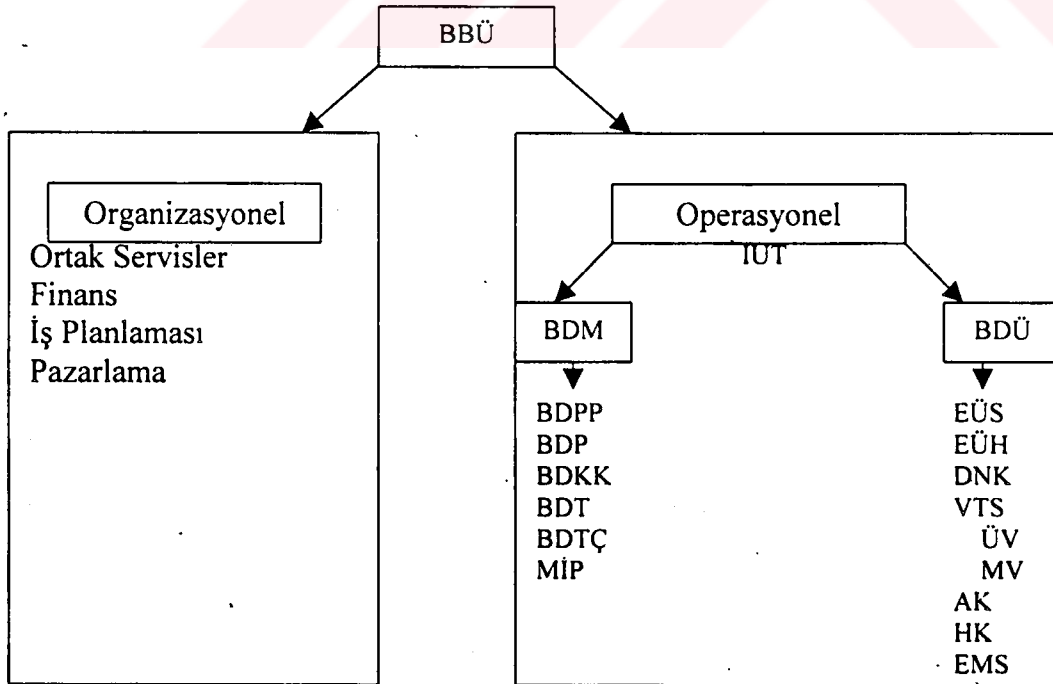 BBÜ
Organizasyonel
Ortak Servisler
Finans
İş Planlaması
Pazarlama
Operasyonel
IUT
BDM
BDPP
BDP
BDKK
BDT
BDTÇ
MİP
BDÜ
EÜS
EÜH
DNK
VTS
ÜV
MV
AK
HK
EMS